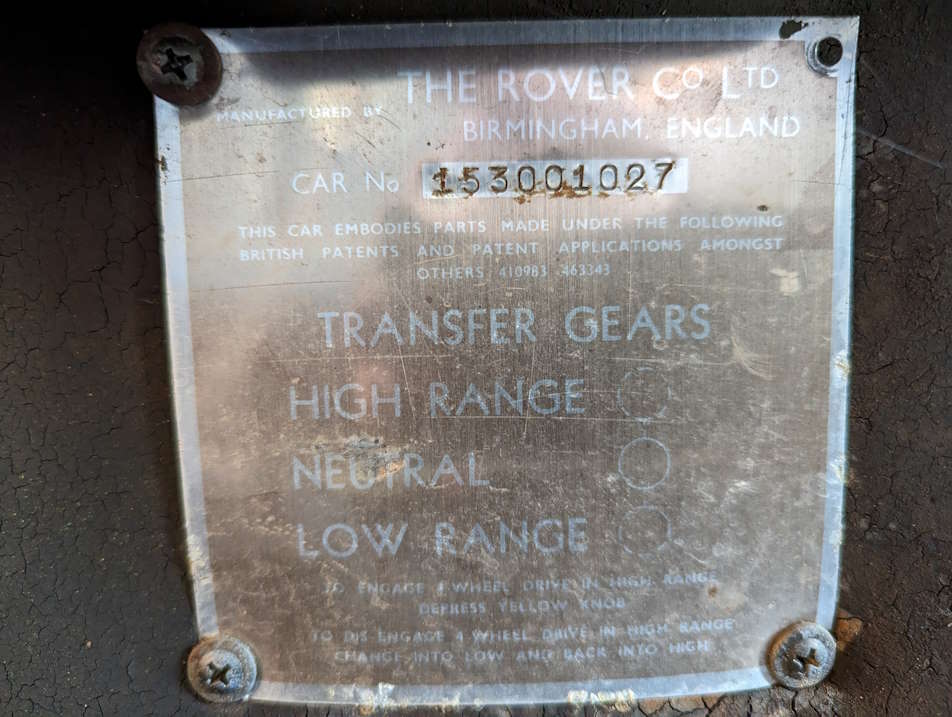 THE ROVER CO LTD
MANUFACTURED BY
BIRMINGHAM, ENGLAND
CAR No 153001027
THIS CAR EMBODIES PARTS MADE UNDER THE FOLLOWING
BRITISH PATENTS AND PATENT APPLICATIONS AMONGST
OTHERS 410983 463343
TRANSFER GEARS
HIGH RANGE
NEUTRAL
LOW RANGE
TO ENGAGE 4 WHEEL DRIVE IN HIGH RANGE
DEPRESS YELLOW KNOB
TO DIS ENGAGE 4 WHEEL DRIVE IN HIGH RANGE
CHANGE INTO LOW AND BACK INTO HIGH